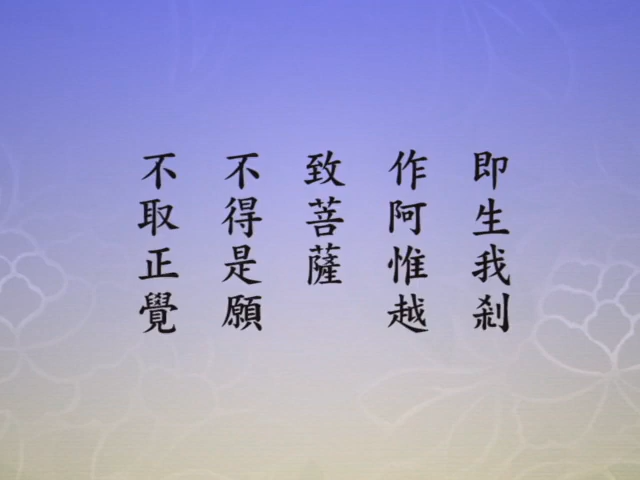 即生我剎
作阿惟越
致菩薩
不得是願
不取正覺